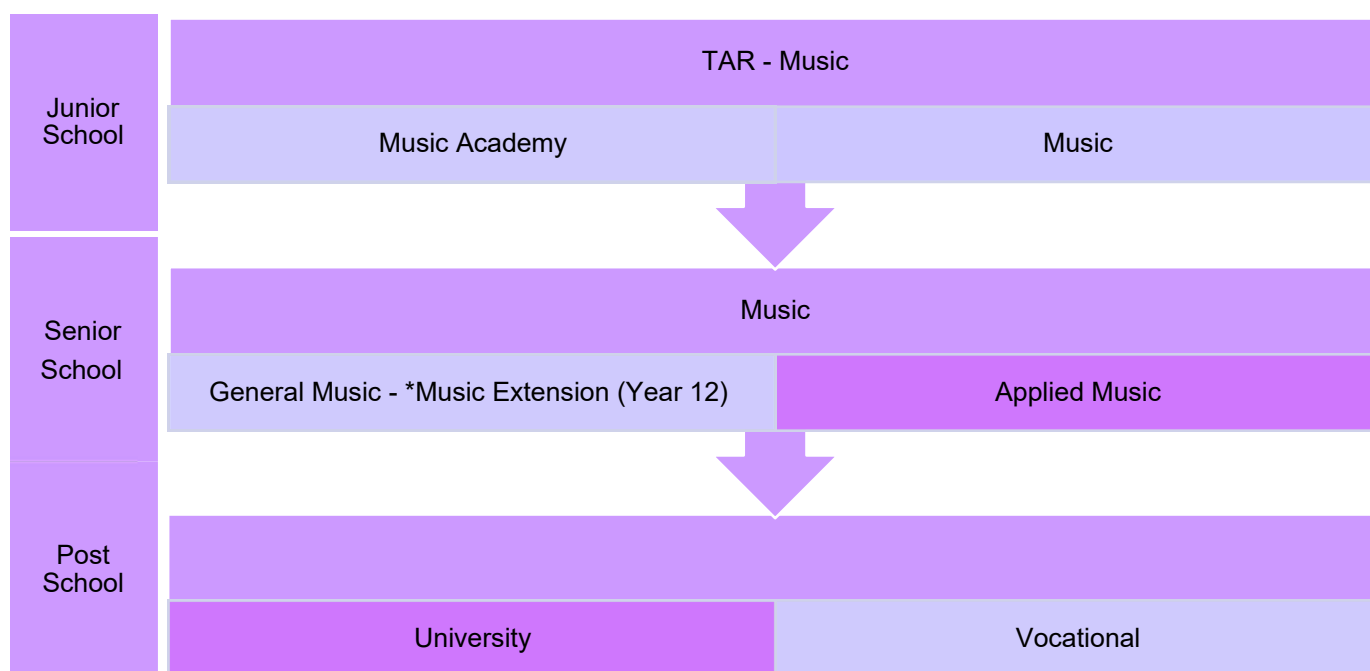 Junior
School
TAR - Music
Music Academy
Music
Senior
School
Music
General Music - *Music Extension (Year 12)
Applied Music
Post
School
University
Vocational